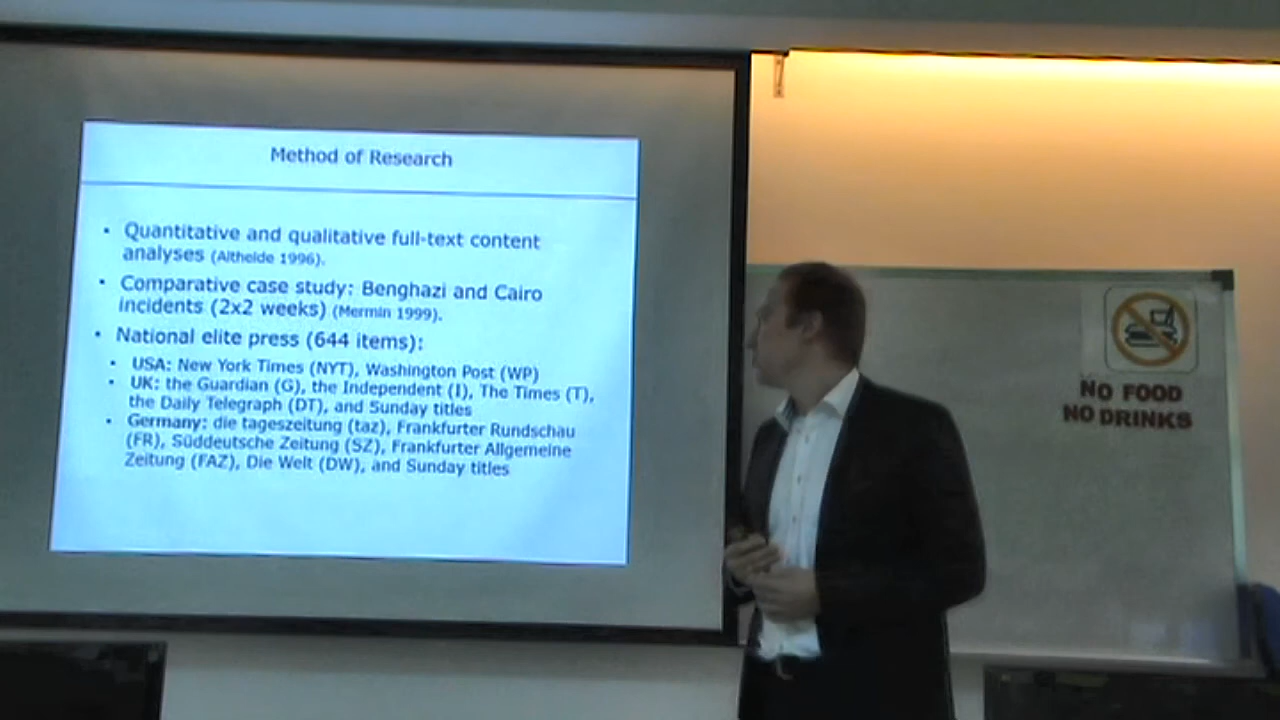 Method of Research
• Quantitative and qualitative full-text content
analyses (Altheide 1996).
• Comparative case study: Benghazi and Cairo
incidents (2x2 weeks) (Mermin 1999).
• National elite press (644 items):
• USA: New York Times (NYT), Washington Post (WP)
• UK: the Guardian (G), the Independent (I), The Times (T),
the Daily Telegraph (DT), and Sunday titles
• Germany: die tageszeitung (taz), Frankfurter Rundschau
(FR), Süddeutsche Zeitung (SZ), Frankfurter Allgemeine
Zeitung (FAZ), Die Welt (DW), and Sunday titles
NO FOOD
NO DRINKS